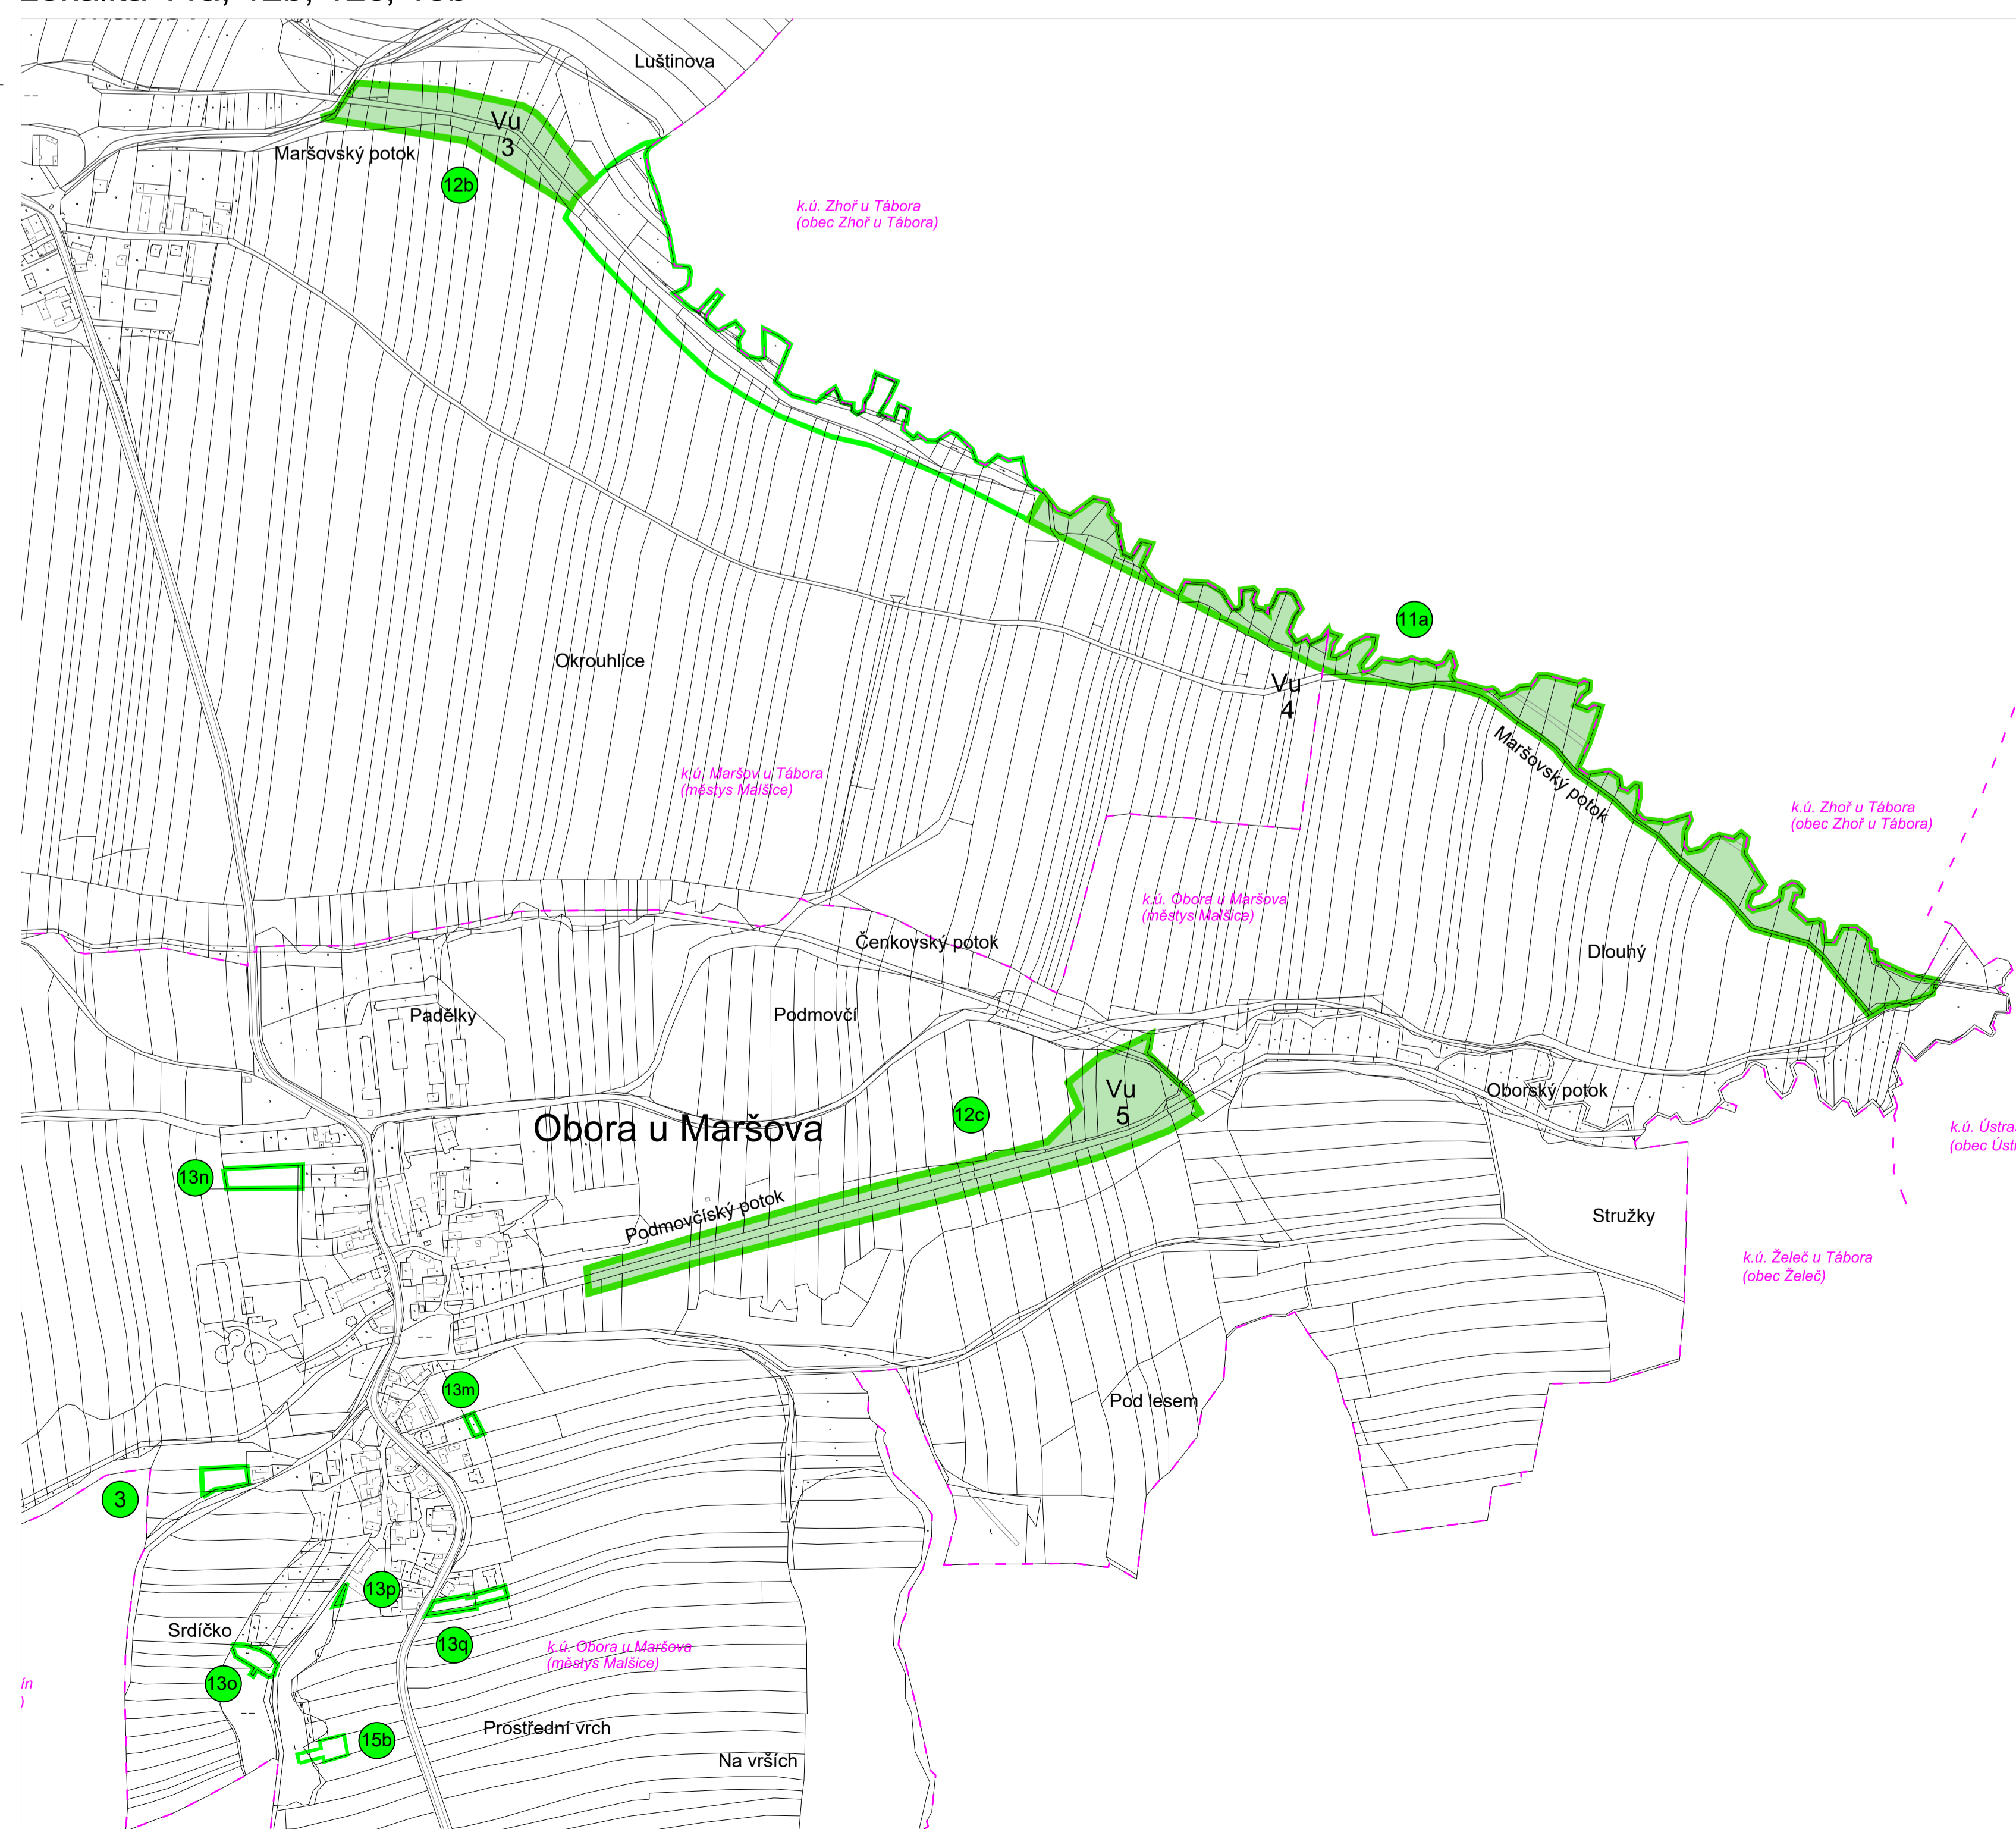 Luštinova
Vu
3
Maršovský potok
12b
k.ú. Zhoř u Tábora
(obec Zhoř u Tábora)
11a
Okrouhlice
Vu
4
Maršovský potok
k.ú. Maršov u Tábora
(městys Malšice)
k.ú. Zhoř u Tábora
(obec Zhoř u Tábora)
k.ú. Obora u Maršova
(městys Malšice)
Čenkovský potok
Dlouhý
Padělky
Podmovčí
Vu
5
Oborský potok
12c
Obora u Maršova
k.ú. Ústra
(obec Úst
13n
Podmovčíský potok
Stružky
k.ú. Želeč u Tábora
(obec Želeč)
13m
Pod lesem
3
13p
Srdíčko
13q
k.ú. Obora u Maršova
(městys Malšice)
13o
ín
)
Prostřední vrch
15b
Na vrších